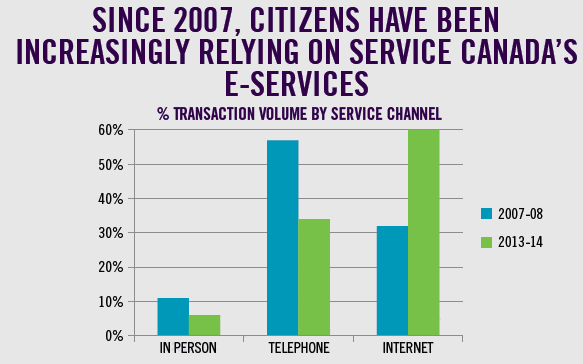 SINCE 2007, CITIZENS HAVE BEEN
INCREASINGLY RELYING ON SERVICE CANADA'S
E-SERVICES
% TRANSACTION VOLUME BY SERVICE CHANNEL
60%
50%
40%
30%
20%
10%
0%
IN PERSON
TELEPHONE
INTERNET
2007-08
2013-14